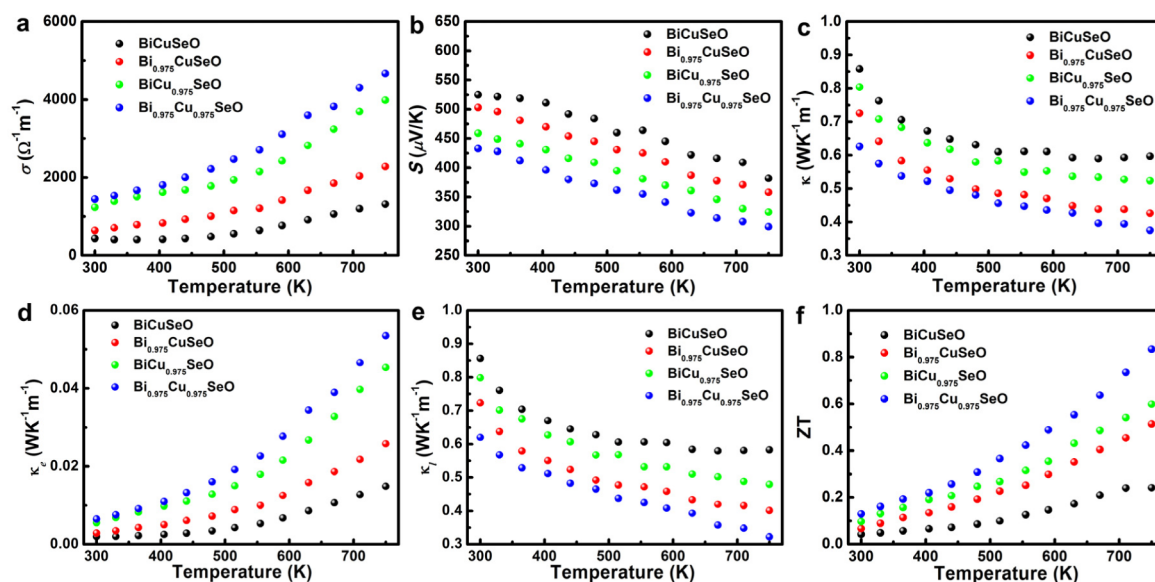 a
6000
4000
2000
0
σ (Ω⁻¹m⁻¹)
BiCuSeO
Bi₀.₉₇₅CuSeO
BiCu₀.₉₇₅SeO
Bi₀.₉₇₅Cu₀.₉₇₅SeO
300 400 500 600 700
Temperature (K)
b
650
600
550
500
450
400
350
300
250
S (μV/K)
BiCuSeO
Bi₀.₉₇₅CuSeO
BiCu₀.₉₇₅SeO
Bi₀.₉₇₅Cu₀.₉₇₅SeO
300 400 500 600 700
Temperature (K)
c
1.0
0.9
0.8
0.7
0.6
0.5
0.4
0.3
κ (WK⁻¹m⁻¹)
BiCuSeO
Bi₀.₉₇₅CuSeO
BiCu₀.₉₇₅SeO
Bi₀.₉₇₅Cu₀.₉₇₅SeO
300 400 500 600 700
Temperature (K)
d
0.06
0.04
0.02
0.00
κₑ (WK⁻¹m⁻¹)
BiCuSeO
Bi₀.₉₇₅CuSeO
BiCu₀.₉₇₅SeO
Bi₀.₉₇₅Cu₀.₉₇₅SeO
300 400 500 600 700
Temperature (K)
e
1.0
0.9
0.8
0.7
0.6
0.5
0.4
0.3
κₗ (WK⁻¹m⁻¹)
BiCuSeO
Bi₀.₉₇₅CuSeO
BiCu₀.₉₇₅SeO
Bi₀.₉₇₅Cu₀.₉₇₅SeO
300 400 500 600 700
Temperature (K)
f
1.0
0.8
0.6
0.4
0.2
0.0
ZT
BiCuSeO
Bi₀.₉₇₅CuSeO
BiCu₀.₉₇₅SeO
Bi₀.₉₇₅Cu₀.₉₇₅SeO
300 400 500 600 700
Temperature (K)